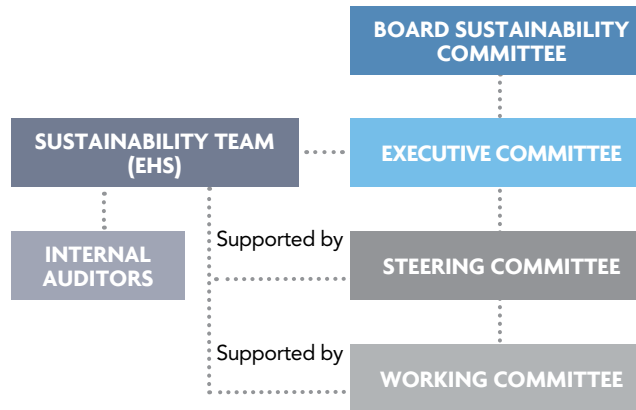 BOARD SUSTAINABILITY
COMMITTEE
SUSTAINABILITY TEAM
(EHS)
EXECUTIVE COMMITTEE
INTERNAL
AUDITORS
Supported by
STEERING COMMITTEE
Supported by
WORKING COMMITTEE